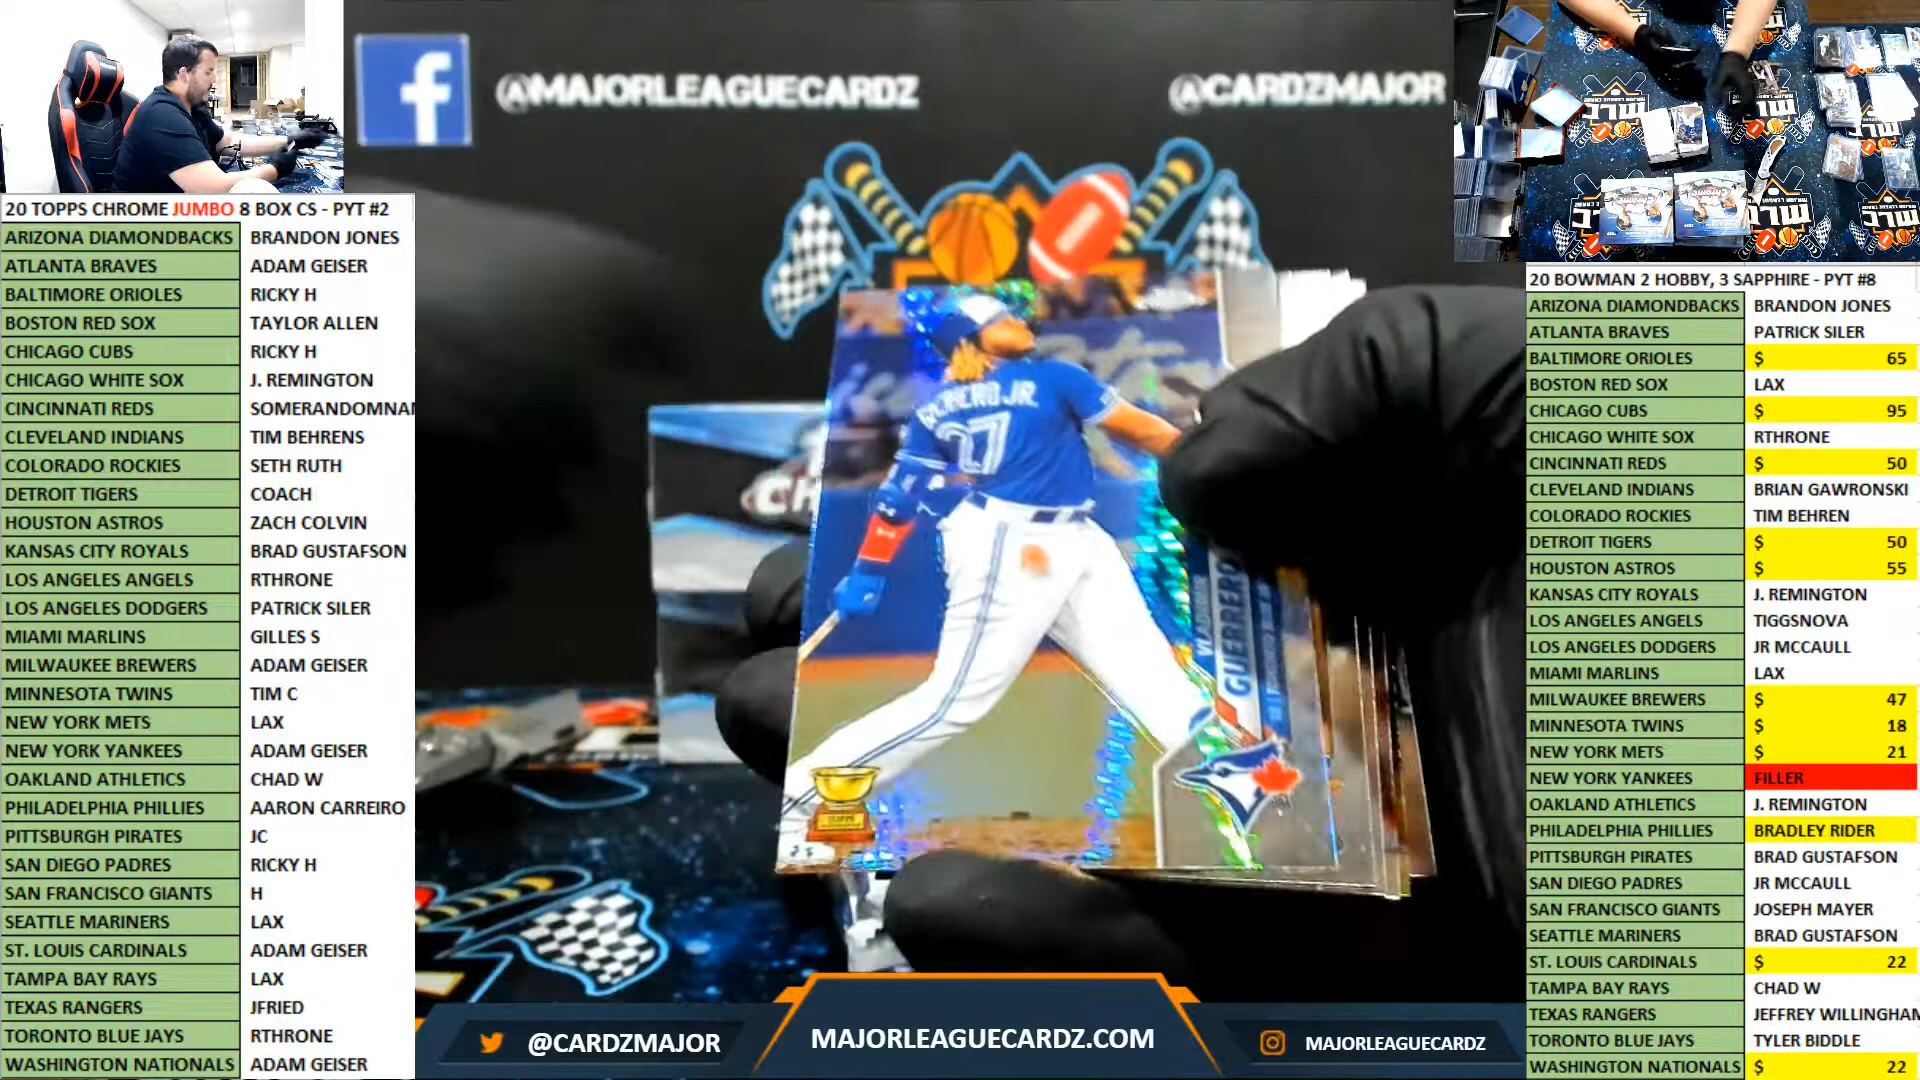 @MAJORLEAGUECARDZ
@CARDZMAJOR
20 TOPPS CHROME JUMBO 8 BOX CS - PYT #2
ARIZONA DIAMONDBACKS BRANDON JONES
ATLANTA BRAVES ADAM GEISER
BALTIMORE ORIOLES RICKY H
BOSTON RED SOX TAYLOR ALLEN
CHICAGO CUBS RICKY H
CHICAGO WHITE SOX J. REMINGTON
CINCINNATI REDS SOMERANDOMNA
CLEVELAND INDIANS TIM BEHRENS
COLORADO ROCKIES SETH RUTH
DETROIT TIGERS COACH
HOUSTON ASTROS ZACH COLVIN
KANSAS CITY ROYALS BRAD GUSTAFSON
LOS ANGELES ANGELS RTHRONE
LOS ANGELES DODGERS PATRICK SILER
MIAMI MARLINS GILLES S
MILWAUKEE BREWERS ADAM GEISER
MINNESOTA TWINS TIM C
NEW YORK METS LAX
NEW YORK YANKEES ADAM GEISER
OAKLAND ATHLETICS CHAD W
PHILADELPHIA PHILLIES AARON CARREIRO
PITTSBURGH PIRATES JC
SAN DIEGO PADRES RICKY H
SAN FRANCISCO GIANTS H
SEATTLE MARINERS LAX
ST. LOUIS CARDINALS ADAM GEISER
TAMPA BAY RAYS LAX
TEXAS RANGERS JFRIED
TORONTO BLUE JAYS RTHRONE
WASHINGTON NATIONALS ADAM GEISER
GUERRERO JR.
27
GUERRERO
@CARDZMAJOR
MAJORLEAGUECARDZ.COM
MAJORLEAGUECARDZ
20 BOWMAN 2 HOBBY, 3 SAPPHIRE - PYT #8
ARIZONA DIAMONDBACKS BRANDON JONES
ATLANTA BRAVES PATRICK SILER
BALTIMORE ORIOLES $ 65
BOSTON RED SOX LAX
CHICAGO CUBS $ 95
CHICAGO WHITE SOX RTHRONE
CINCINNATI REDS $ 50
CLEVELAND INDIANS BRIAN GAWRONSKI
COLORADO ROCKIES TIM BEHREN
DETROIT TIGERS $ 50
HOUSTON ASTROS $ 55
KANSAS CITY ROYALS J. REMINGTON
LOS ANGELES ANGELS TIGGSNOVA
LOS ANGELES DODGERS JR MCCAULL
MIAMI MARLINS LAX
MILWAUKEE BREWERS $ 47
MINNESOTA TWINS $ 18
NEW YORK METS $ 21
NEW YORK YANKEES FILLER
OAKLAND ATHLETICS J. REMINGTON
PHILADELPHIA PHILLIES BRADLEY RIDER
PITTSBURGH PIRATES BRAD GUSTAFSON
SAN DIEGO PADRES JR MCCAULL
SAN FRANCISCO GIANTS JOSEPH MAYER
SEATTLE MARINERS BRAD GUSTAFSON
ST. LOUIS CARDINALS $ 22
TAMPA BAY RAYS CHAD W
TEXAS RANGERS JEFFREY WILLINGHAM
TORONTO BLUE JAYS TYLER BIDDLE
WASHINGTON NATIONALS $ 22